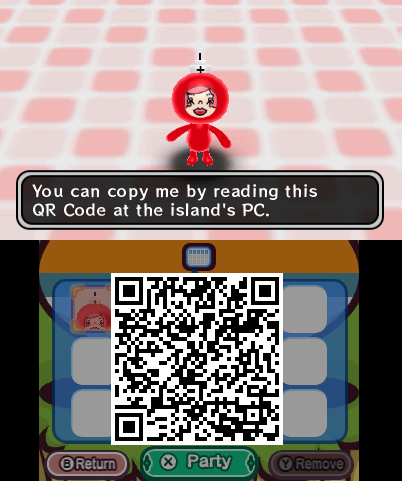 You can copy me by reading this
QR Code at the island's PC.
B Return
X Party
Y Remove